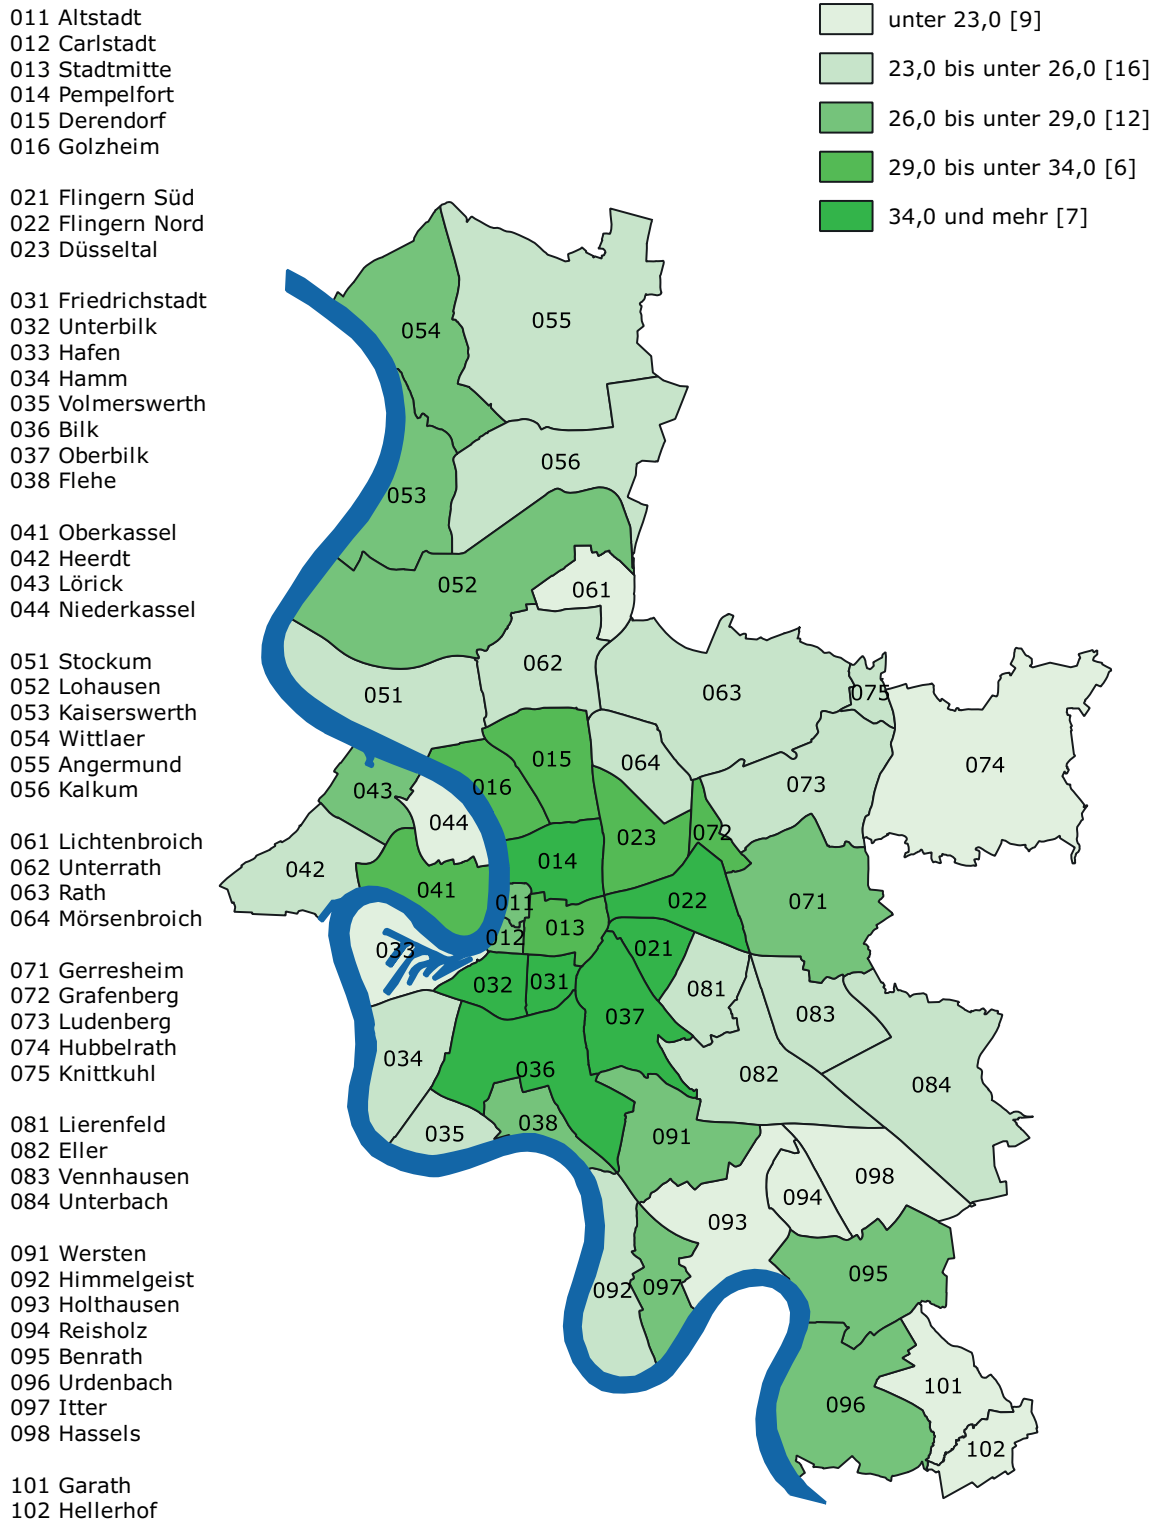 011 Altstadt
012 Carlstadt
013 Stadtmitte
014 Pempelfort
015 Derendorf
016 Golzheim
021 Flingern Süd
022 Flingern Nord
023 Düsseltal
031 Friedrichstadt
032 Unterbilk
033 Hafen
034 Hamm
035 Volmerswerth
036 Bilk
037 Oberbilk
038 Flehe
041 Oberkassel
042 Heerdt
043 Lörick
044 Niederkassel
051 Stockum
052 Lohausen
053 Kaiserswerth
054 Wittlaer
055 Angermund
056 Kalkum
061 Lichtenbroich
062 Unterrath
063 Rath
064 Mörsenbroich
071 Gerresheim
072 Grafenberg
073 Ludenberg
074 Hubbelrath
075 Knittkuhl
081 Lierenfeld
082 Eller
083 Vennhausen
084 Unterbach
091 Wersten
092 Himmelgeist
093 Holthausen
094 Reisholz
095 Benrath
096 Urdenbach
097 Itter
098 Hassels
101 Garath
102 Hellerhof
unter 23,0 [9]
23,0 bis unter 26,0 [16]
26,0 bis unter 29,0 [12]
29,0 bis unter 34,0 [6]
34,0 und mehr [7]
055
054
056
053
052
061
062
063
075
051
074
015
064
073
016
043
044
023
072
014
042
041
022
071
011
013
012
021
033
032
031
081
083
037
034
036
082
084
038
035
091
098
094
093
095
092
097
101
096
102